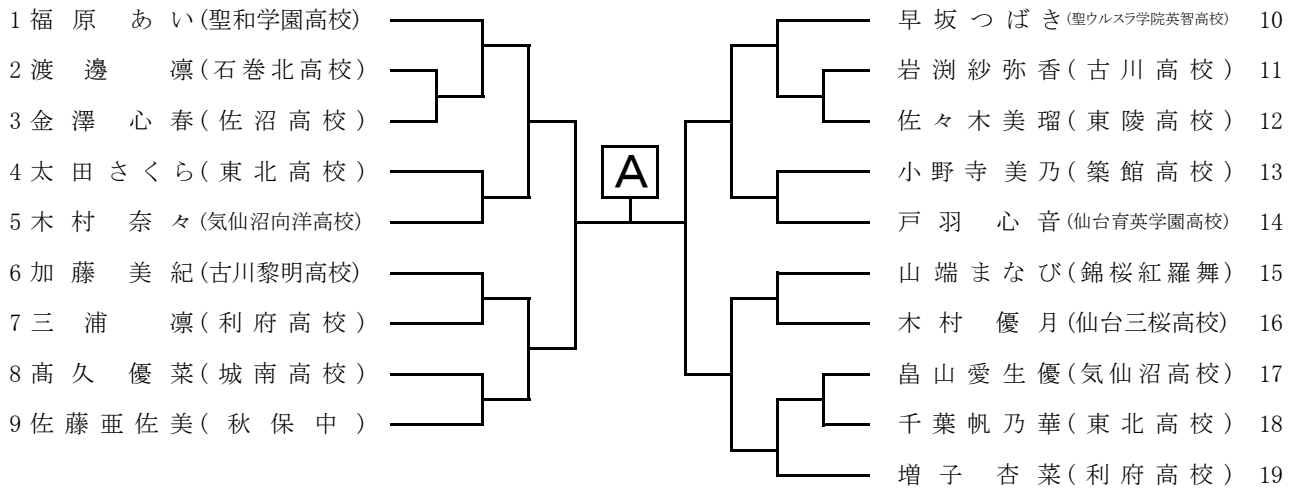 1 福原 あい (聖和学園高校)
2 渡邊 凛 (石巻北高校)
3 金澤 心春 (佐沼高校)
4 太田 さくら (東北高校)
5 木村 奈々 (気仙沼向洋高校)
6 加藤 美紀 (古川黎明高校)
7 三浦 凛 (利府高校)
8 髙久 優菜 (城南高校)
9 佐藤 亜佐美 (秋保中)
A
早坂 つばき (聖ウルスラ学院英智高校) 10
岩渕 紗弥香 (古川高校) 11
佐々木 美瑠 (東陵高校) 12
小野寺 美乃 (築館高校) 13
戸羽 心音 (仙台育英学園高校) 14
山端 まなび (錦桜紅羅舞) 15
木村 優月 (仙台三桜高校) 16
畠山 愛生優 (気仙沼高校) 17
千葉 帆乃華 (東北高校) 18
増子 杏菜 (利府高校) 19